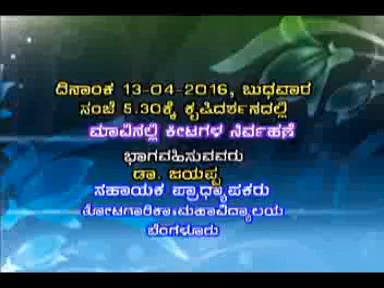 ದಿನಾಂಕ 13-04-2016, ಬುಧವಾರ
ಸಂಜೆ 5.30ಕ್ಕೆ ಕೃಷಿದರ್ಶನದಲ್ಲಿ
ಮಾವಿನಲ್ಲಿ ಕೀಟಗಳ ನಿರ್ವಹಣೆ
ಭಾಗವಹಿಸುವವರು
ಡಾ. ಜಯಪ್ಪ
ಸಹಾಯಕ ಪ್ರಾಧ್ಯಾಪಕರು
ತೋಟಗಾರಿಕಾ ಮಹಾವಿದ್ಯಾಲಯ
ಬೆಂಗಳೂರು